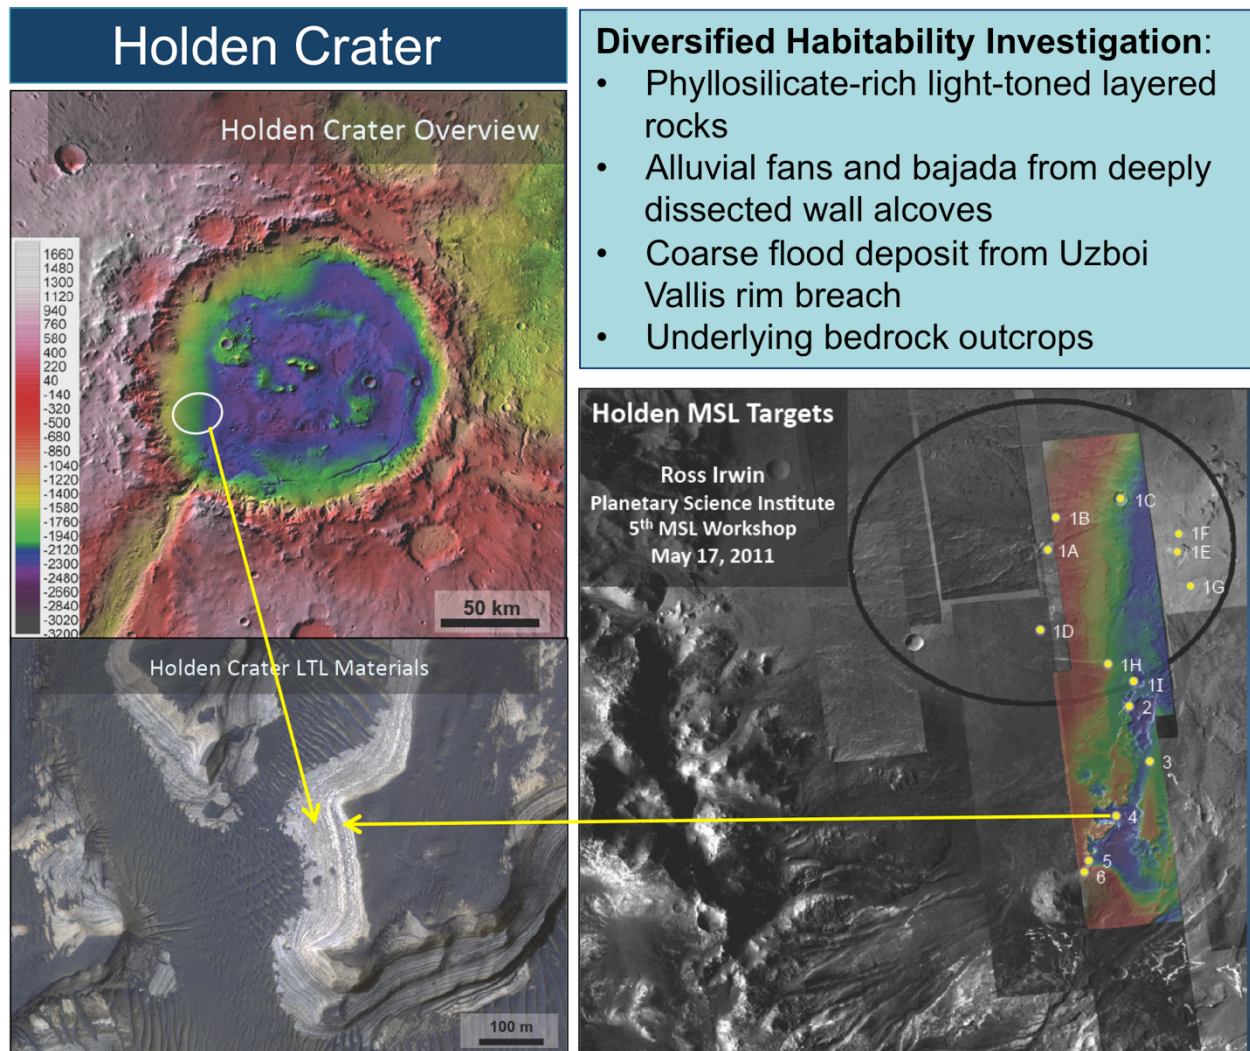 Holden Crater
Diversified Habitability Investigation:
• Phyllosilicate-rich light-toned layered
rocks
• Alluvial fans and bajada from deeply
dissected wall alcoves
• Coarse flood deposit from Uzboi
Vallis rim breach
• Underlying bedrock outcrops
Holden Crater Overview
1660
1480
1300
1120
940
760
580
400
220
40
-140
-320
-500
-680
-860
-1040
-1220
-1400
-1580
-1760
-1940
-2120
-2300
-2480
-2660
-2840
-3020
-3200
50 km
Holden Crater LTL Materials
100 m
Holden MSL Targets
Ross Irwin
Planetary Science Institute
5th MSL Workshop
May 17, 2011
1C
1B
1F
1A
1E
1G
1D
1H
1I
2
3
4
5
6